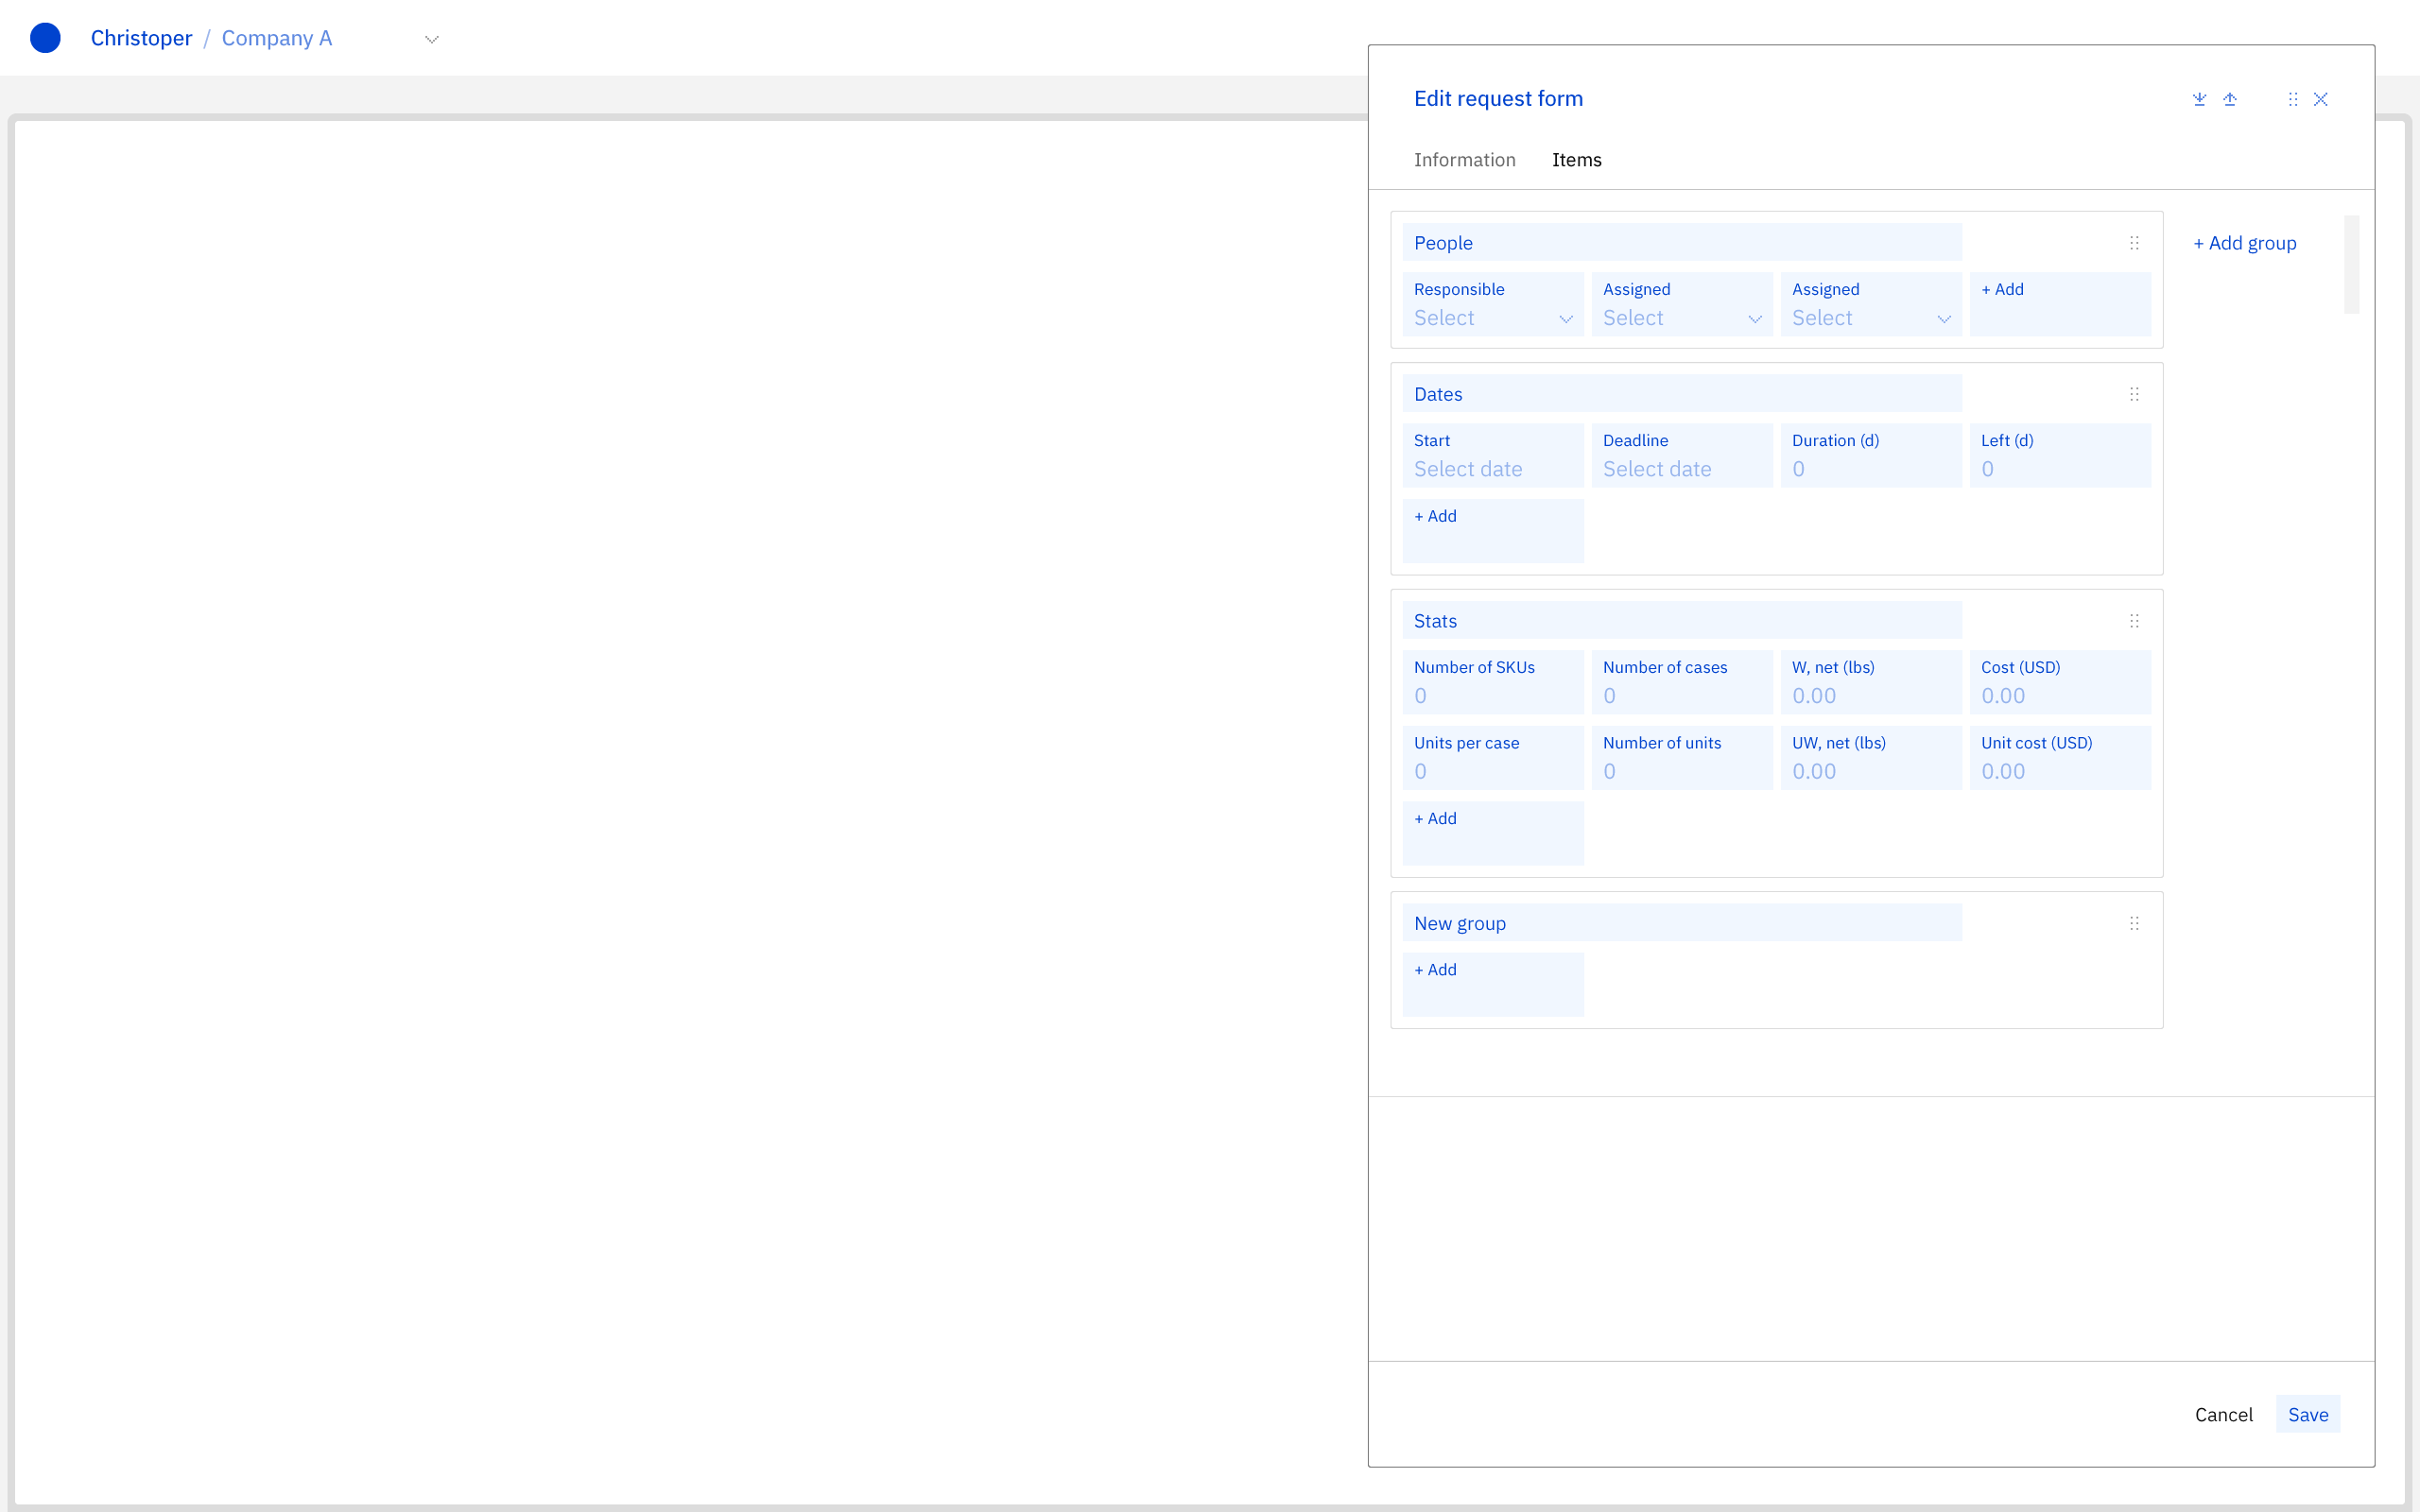 Christoper / Company A
Edit request form
Information Items
People
+ Add group
Responsible Assigned Assigned + Add
Select Select Select
Dates
Start Deadline Duration (d) Left (d)
Select date Select date 0 0
+ Add
Stats
Number of SKUs Number of cases W, net (lbs) Cost (USD)
0 0 0.00 0.00
Units per case Number of units UW, net (lbs) Unit cost (USD)
0 0 0.00 0.00
+ Add
New group
+ Add
Cancel Save